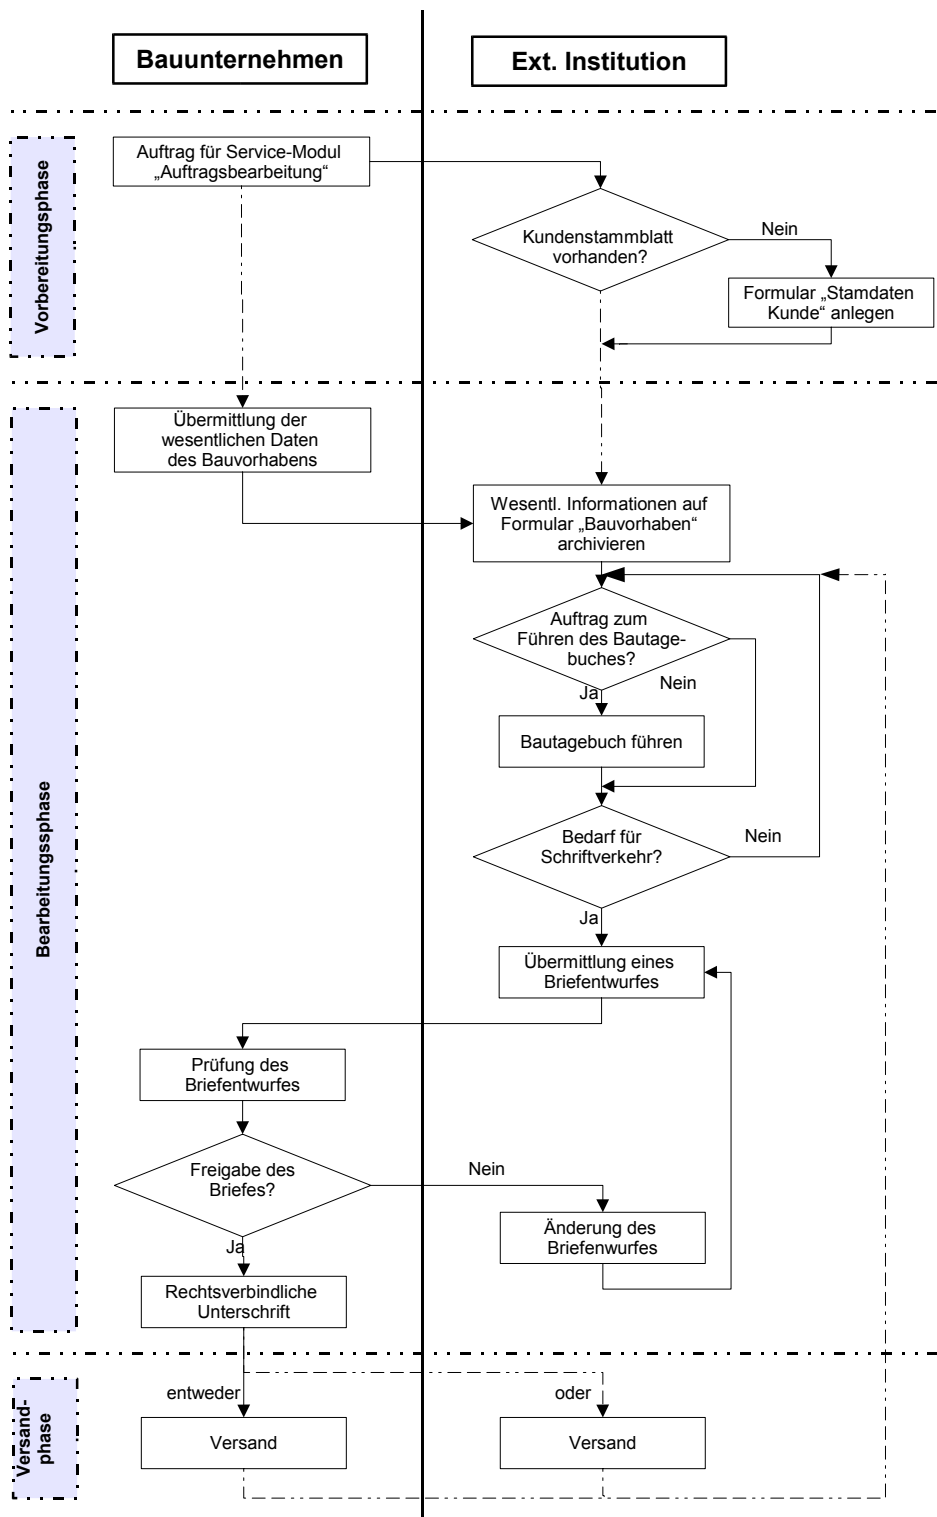 Bauunternehmen
Ext. Institution
Vorbereitungsphase
Auftrag für Service-Modul
„Auftragsbearbeitung“
Kundenstammblatt
vorhanden?
Nein
Formular „Stamdaten
Kunde“ anlegen
Bearbeitungssphase
Übermittlung der
wesentlichen Daten
des Bauvorhabens
Wesentl. Informationen auf
Formular „Bauvorhaben“
archivieren
Auftrag zum
Führen des Bautage-
buches?
Nein
Ja
Bautagebuch führen
Bedarf für
Schriftverkehr?
Nein
Ja
Übermittlung eines
Briefentwurfes
Prüfung des
Briefentwurfes
Freigabe des
Briefes?
Nein
Änderung des
Briefenwurfes
Ja
Rechtsverbindliche
Unterschrift
Versand-
phase
entweder
oder
Versand
Versand